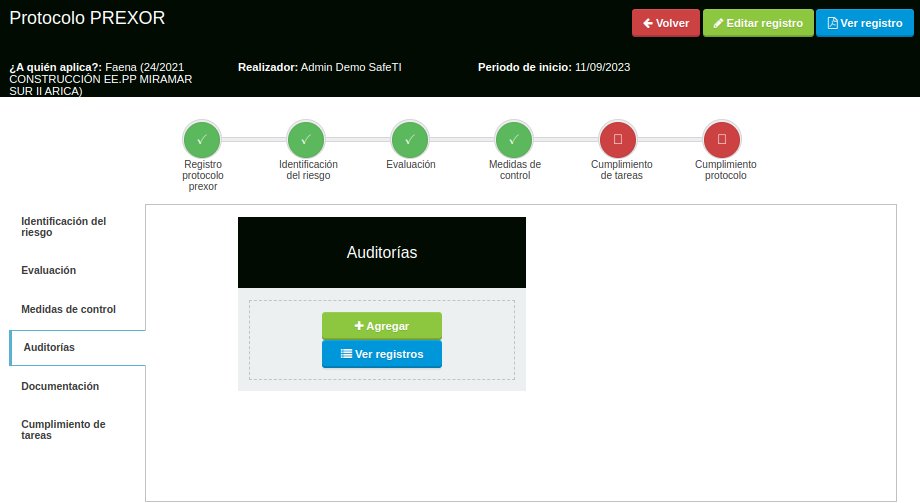 Protocolo PREXOR
Volver
Editar registro
Ver registro
¿A quién aplica?: Faena (24/2021
CONSTRUCCIÓN EE.PP MIRAMAR
SUR II ARICA)
Realizador: Admin Demo SafeTI
Periodo de inicio: 11/09/2023
Registro
protocolo
prexor
Identificación
del riesgo
Evaluación
Medidas de
control
Cumplimiento
de tareas
Cumplimiento
protocolo
Identificación del
riesgo
Evaluación
Medidas de control
Auditorías
Documentación
Cumplimiento de
tareas
Auditorías
Agregar
Ver registros